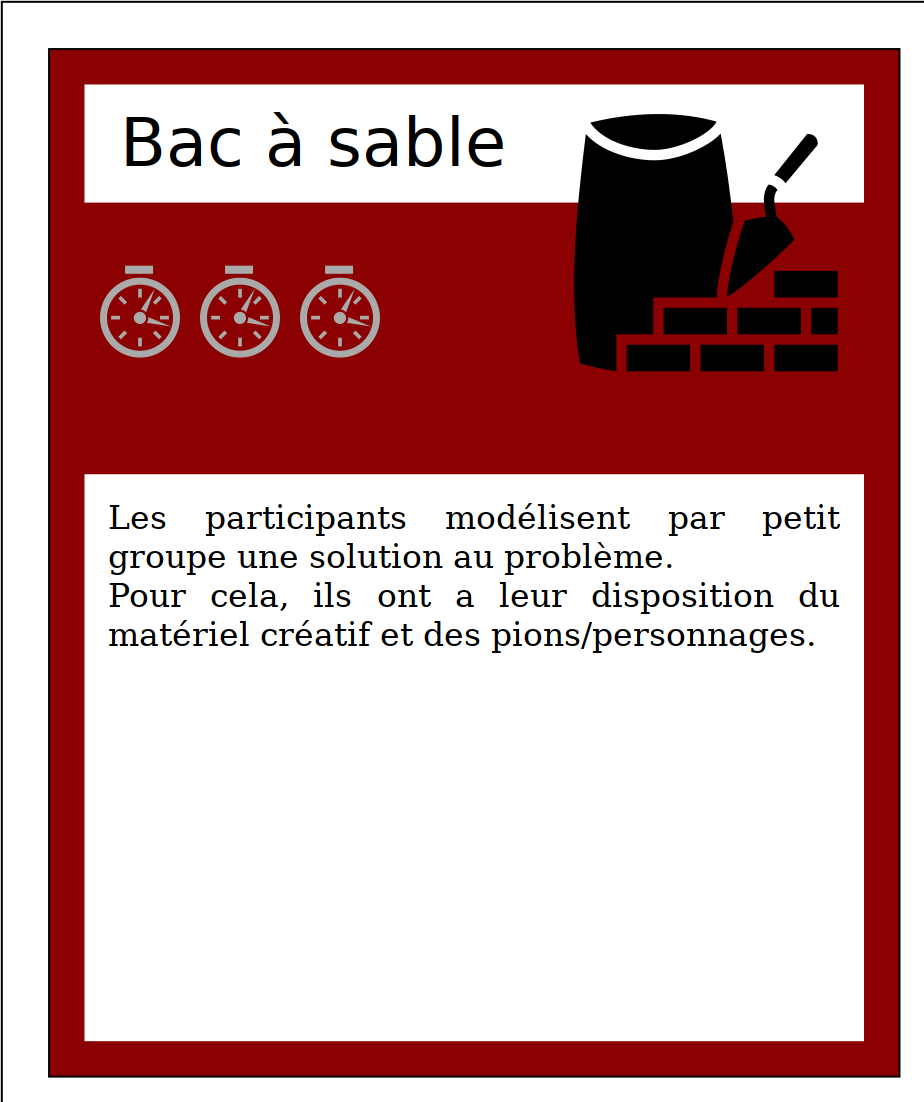 Bac à sable
Les participants modélisent par petit
groupe une solution au problème.
Pour cela, ils ont a leur disposition du
matériel créatif et des pions/personnages.